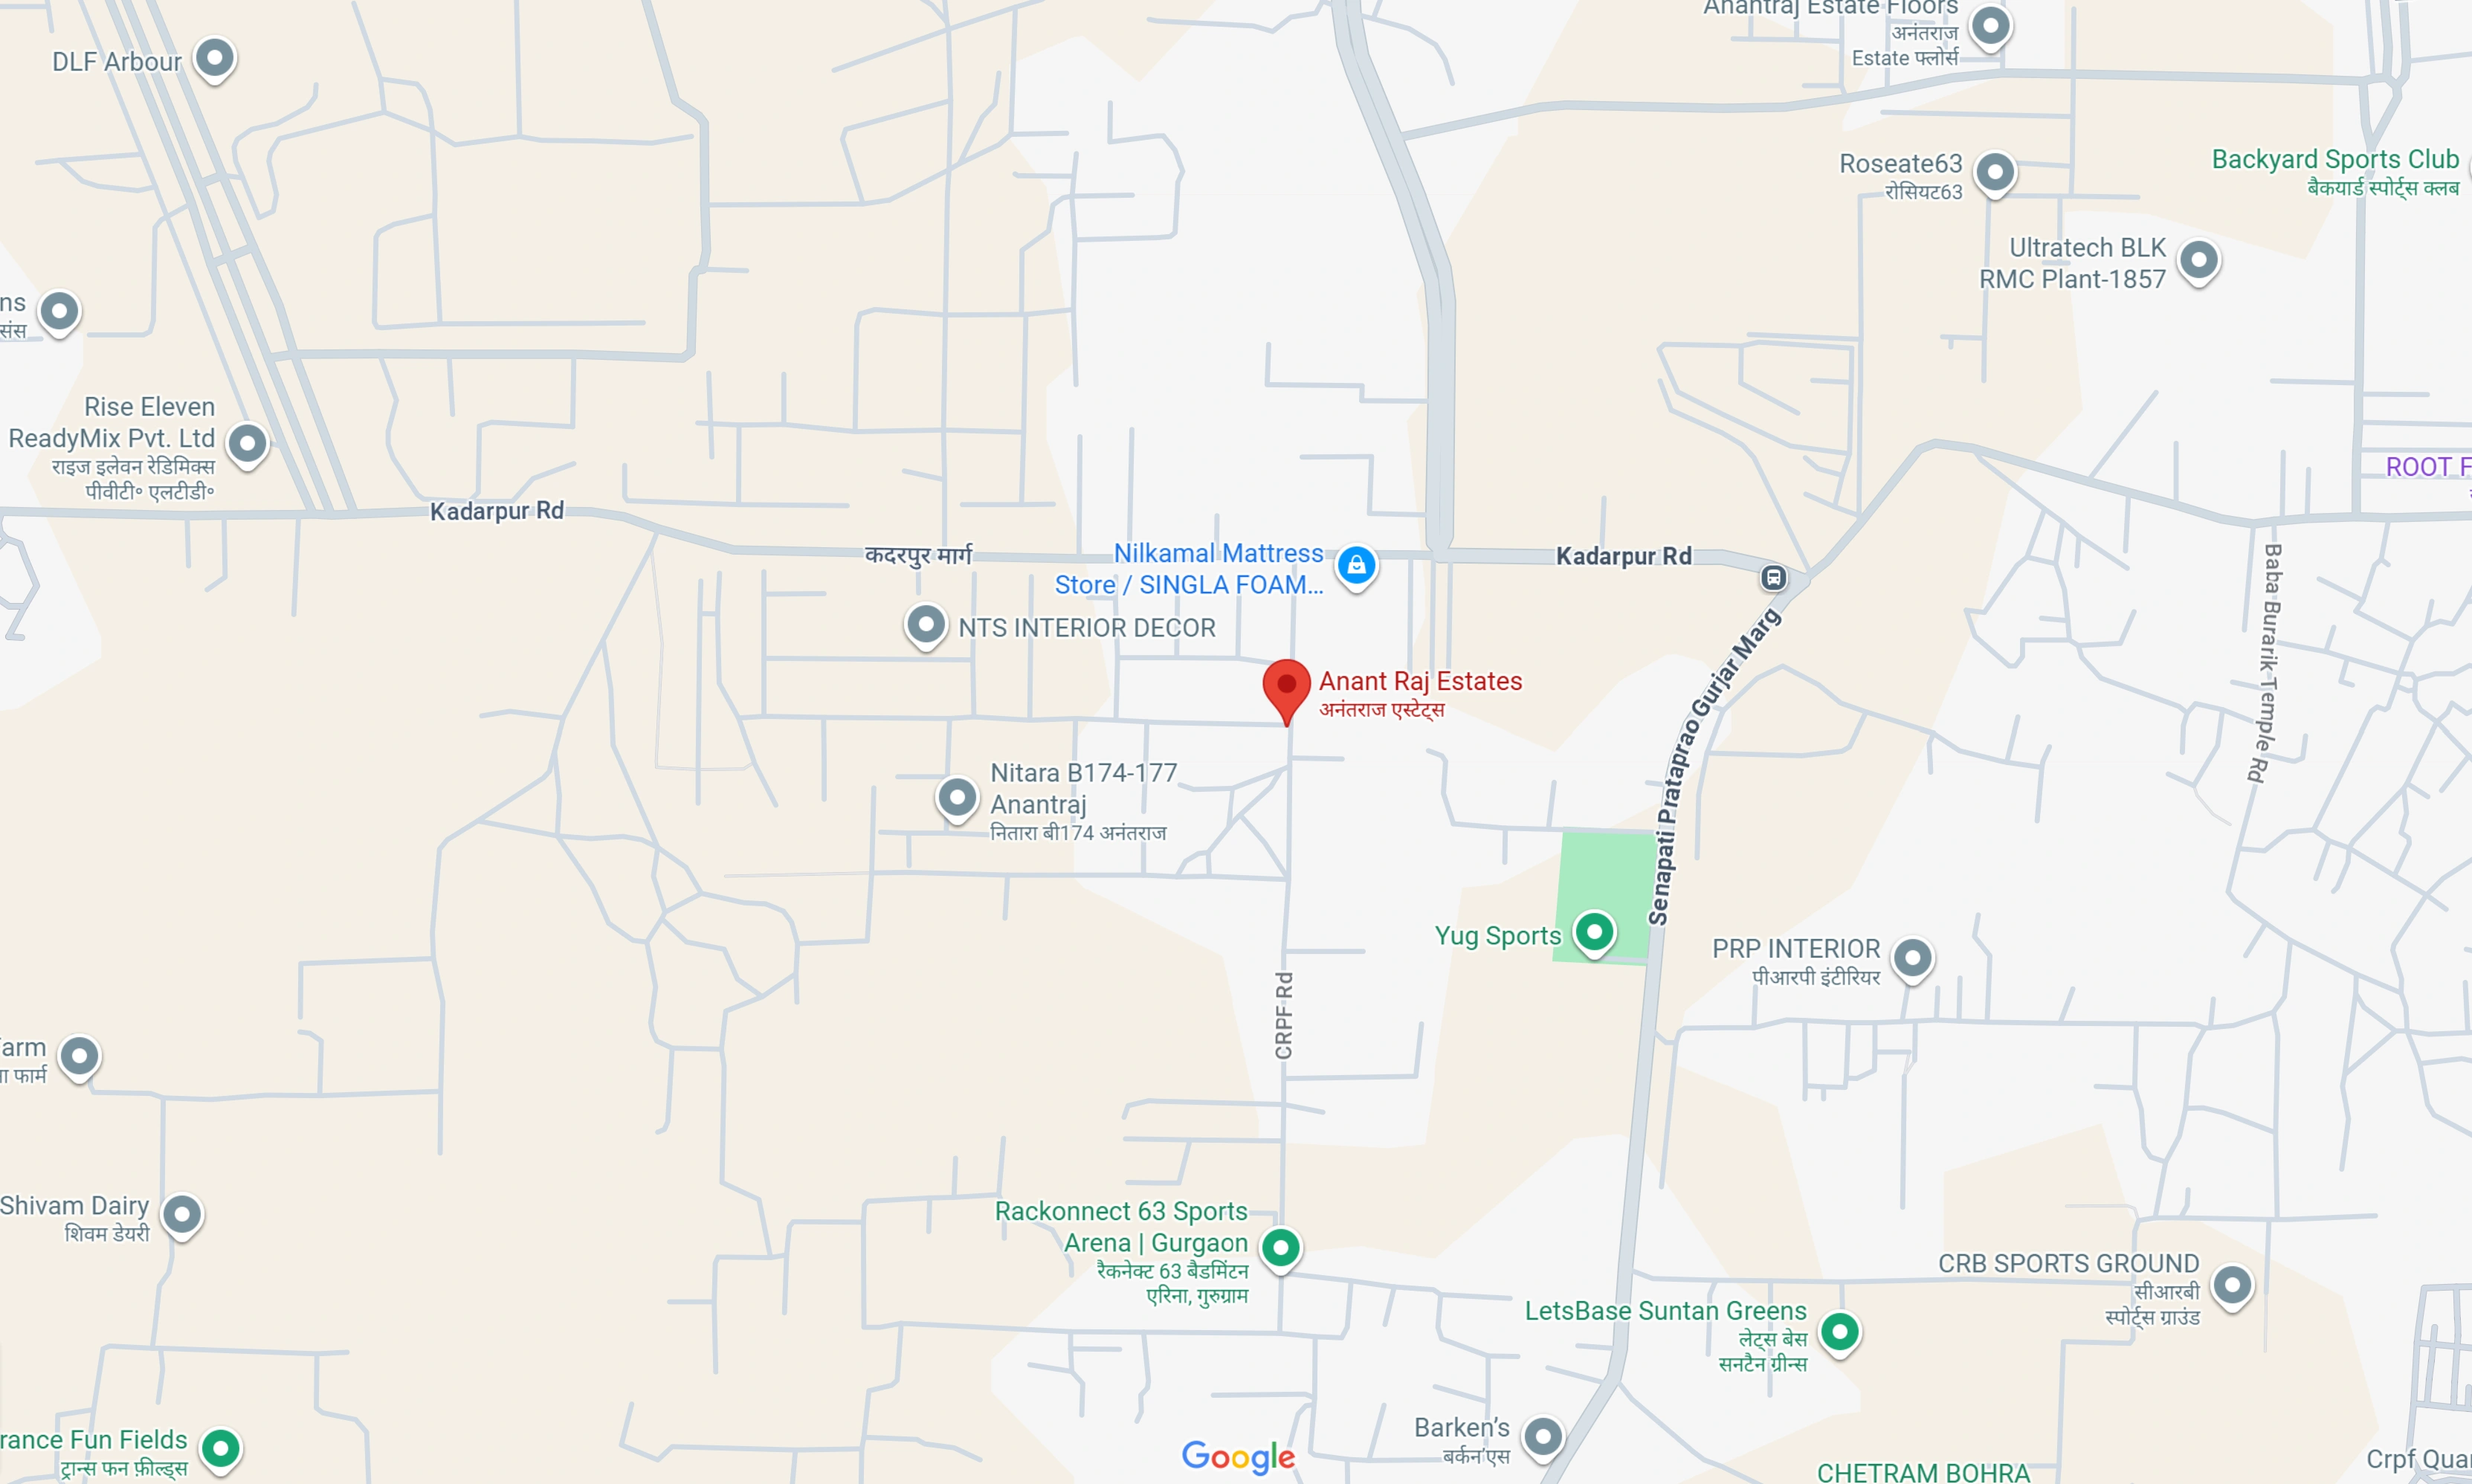 Anantraj Estate Floors
अनंतराज
Estate फ्लोर्स
DLF Arbour
Roseate63
रोसियट63
Backyard Sports Club
बैकयार्ड स्पोर्ट्स क्लब
Ultratech BLK
RMC Plant-1857
ns
संस
Rise Eleven
ReadyMix Pvt. Ltd
राइज इलेवन रेडिमिक्स
पीवीटी॰ एलटीडी॰
ROOT F
Kadarpur Rd
कदरपुर मार्ग
Nilkamal Mattress
Store / SINGLA FOAM...
Kadarpur Rd
Baba Burarik Temple Rd
NTS INTERIOR DECOR
Senapati Prataprao Gurjar Marg
Anant Raj Estates
अनंतराज एस्टेट्स
Nitara B174-177
Anantraj
नितारा बी174 अनंतराज
Yug Sports
PRP INTERIOR
पीआरपी इंटीरियर
CRPF Rd
arm
ा फार्म
Shivam Dairy
शिवम डेयरी
Rackonnect 63 Sports
Arena | Gurgaon
रैकनेक्ट 63 बैडमिंटन
एरिना, गुरुग्राम
CRB SPORTS GROUND
सीआरबी
स्पोर्ट्स ग्राउंड
LetsBase Suntan Greens
लेट्स बेस
सनटैन ग्रीन्स
rance Fun Fields
ट्रान्स फन फ़ील्ड्स
Google
Barken's
बर्कन'एस
CHETRAM BOHRA
Crpf Quar